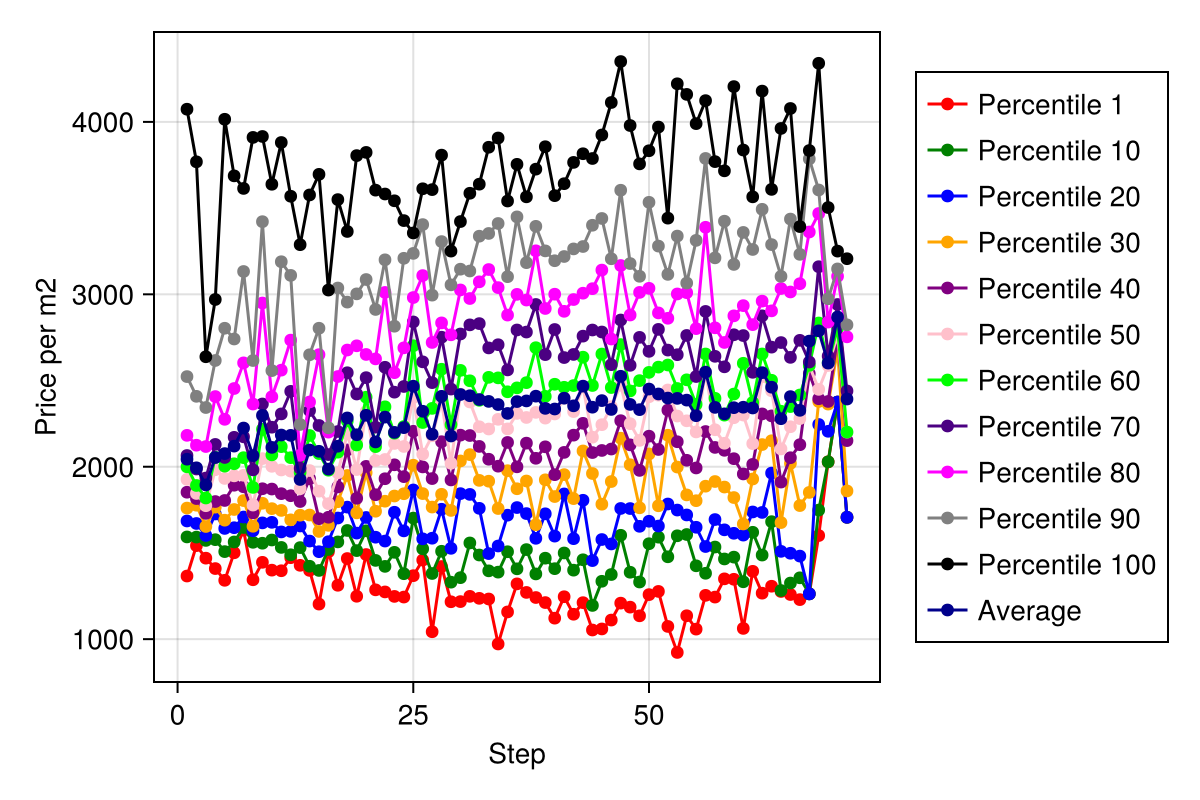 4000
3000
2000
1000
Price per m2
0
25
50
Step
Percentile 1
Percentile 10
Percentile 20
Percentile 30
Percentile 40
Percentile 50
Percentile 60
Percentile 70
Percentile 80
Percentile 90
Percentile 100
Average